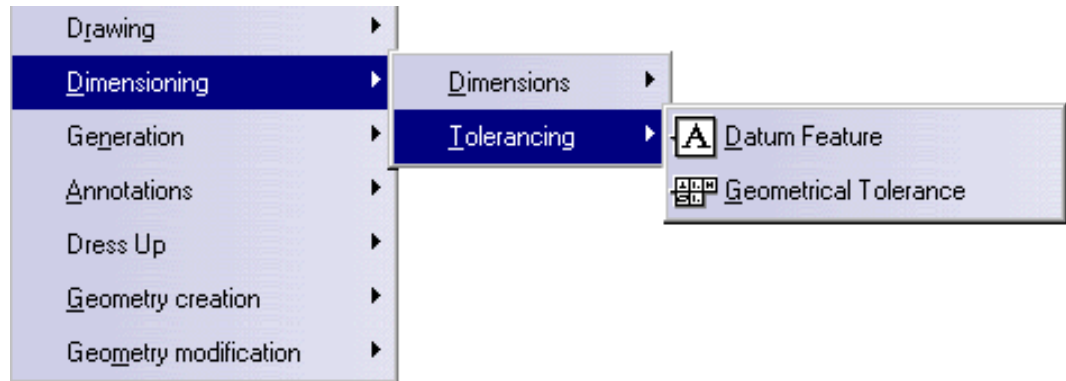 Drawing
Dimensioning
Generation
Annotations
Dress Up
Geometry creation
Geometry modification
Dimensions
Tolerancing
A Datum Feature
Geometrical Tolerance